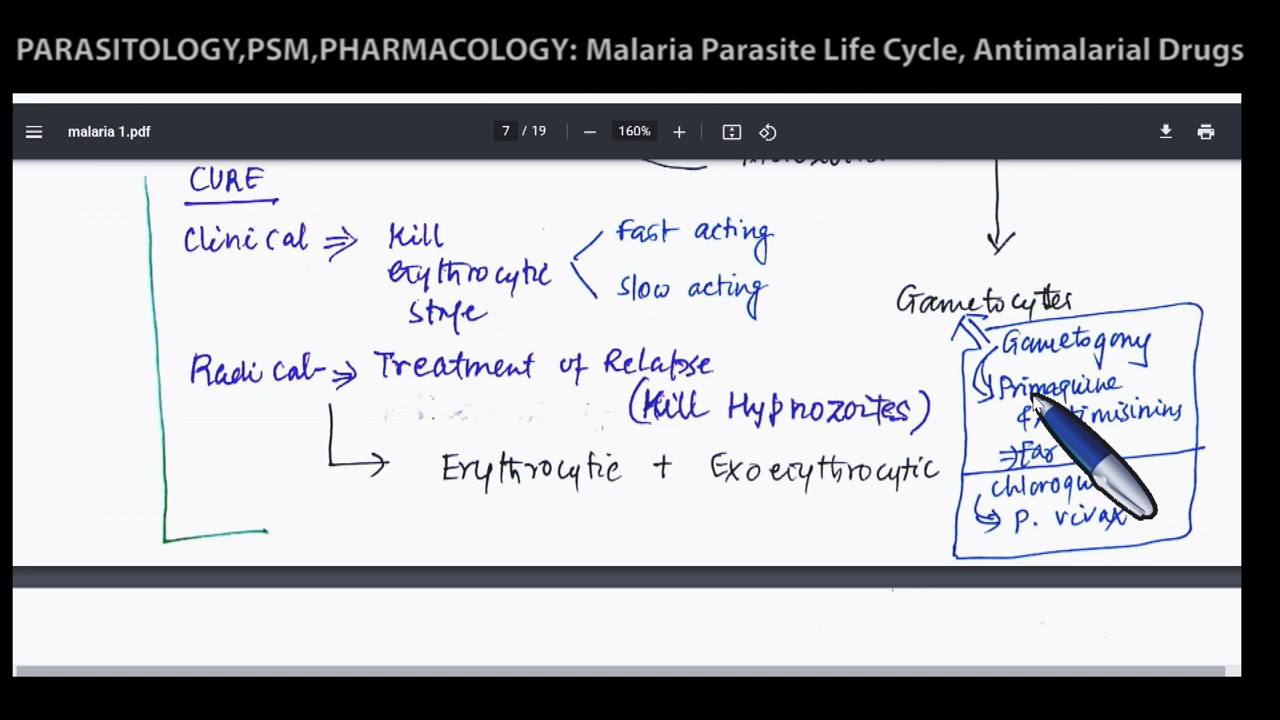 PARASITOLOGY,PSM,PHARMACOLOGY: Malaria Parasite Life Cycle, Antimalarial Drugs
malaria 1.pdf
7 / 19
160%
CURE
Clinical ⇒ Kill erythrocytic stage
Fast acting
Slow acting
Radical ⇒ Treatment of Relapse
(Kill Hypnozoites)
Erythrocytic + Exoerythrocytic
Gametocytes
Gametogony
Primaquine
⇒
P. vivax